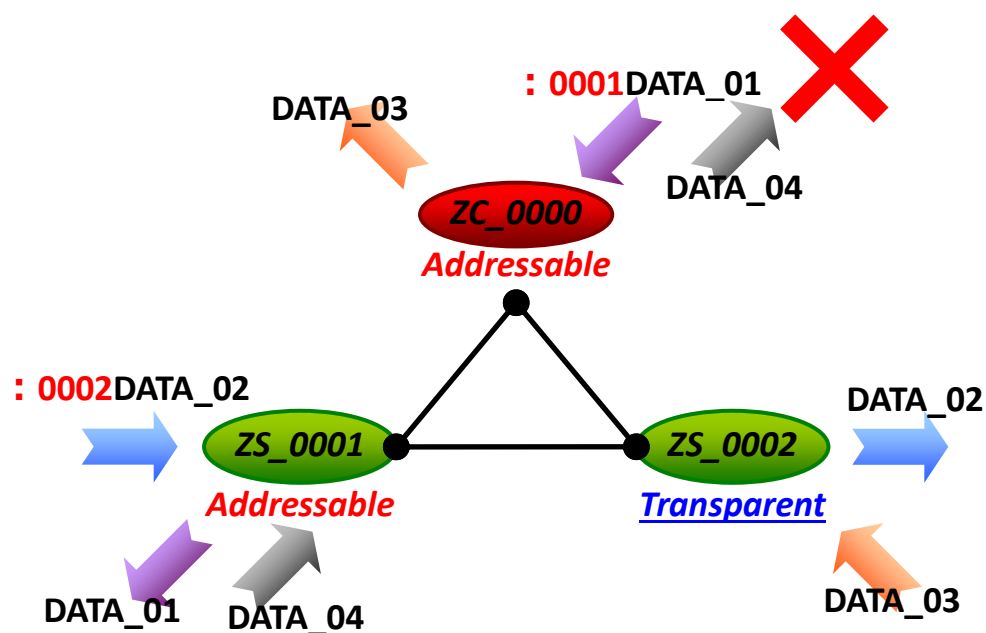 : 0001DATA_01
DATA_03
DATA_04
ZC_0000
Addressable
: 0002DATA_02
DATA_02
ZS_0001
ZS_0002
Addressable
Transparent
DATA_01
DATA_04
DATA_03